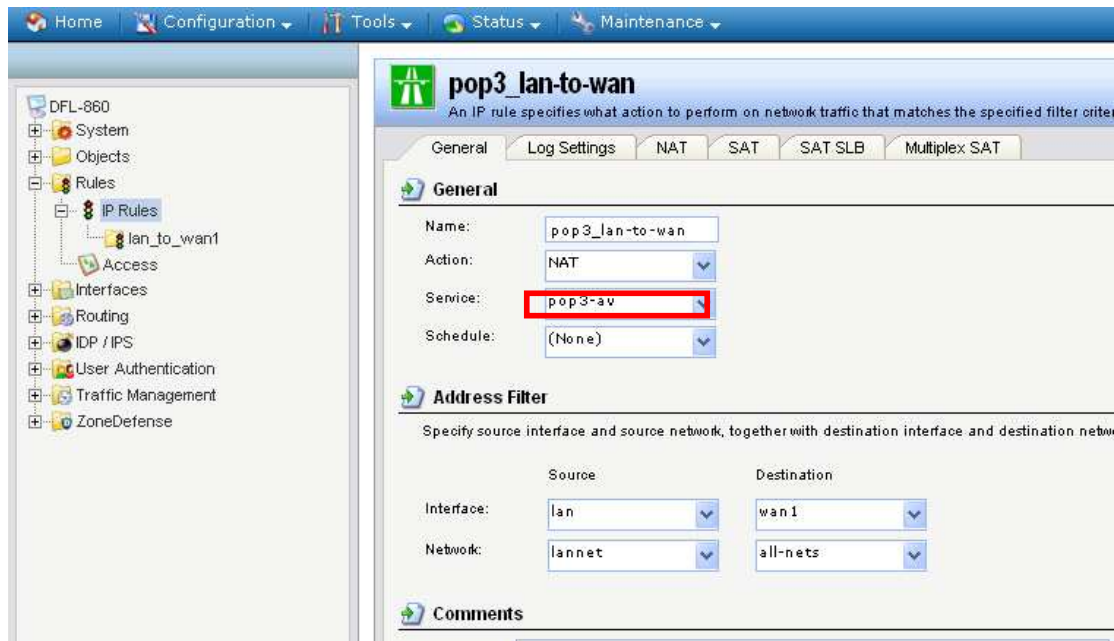 Home Configuration Tools Status Maintenance
DFL-860
System
Objects
Rules
IP Rules
lan_to_wan1
Access
Interfaces
Routing
IDP / IPS
User Authentication
Traffic Management
ZoneDefense
pop3_lan-to-wan
An IP rule specifies what action to perform on network traffic that matches the specified filter criter
General Log Settings NAT SAT SAT SLB Multiplex SAT
General
Name: pop3_lan-to-wan
Action: NAT
Service: pop3-av
Schedule: (None)
Address Filter
Specify source interface and source network, together with destination interface and destination netw
Source Destination
Interface: lan wan1
Network: lannet all-nets
Comments